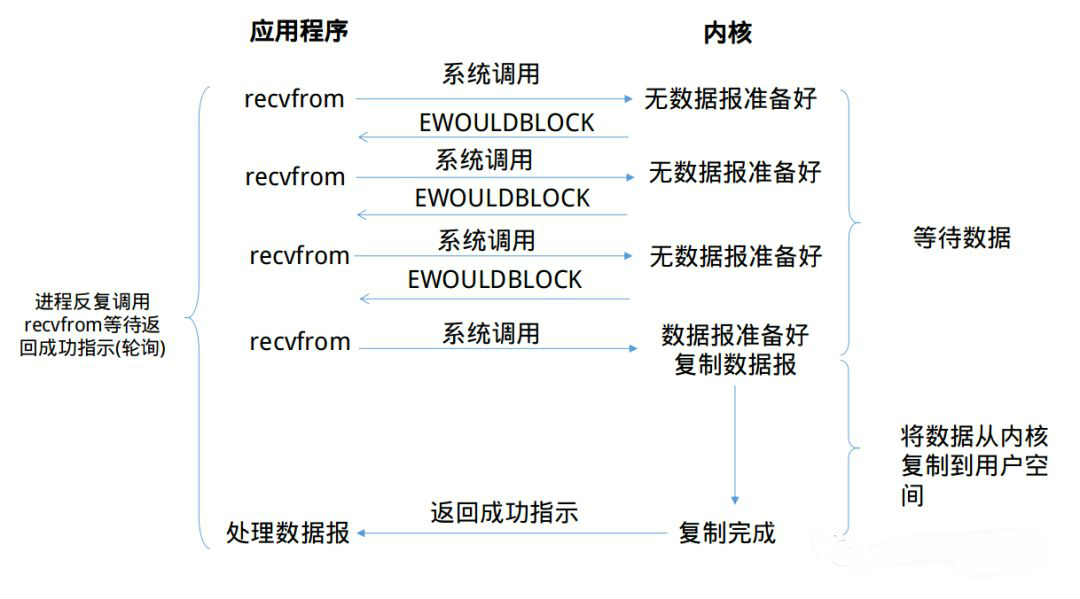 应用程序
内核
系统调用
recvfrom
无数据报准备好
EWOULDBLOCK
系统调用
recvfrom
无数据报准备好
EWOULDBLOCK
系统调用
recvfrom
无数据报准备好
EWOULDBLOCK
等待数据
进程反复调用
recvfrom等待返
回成功指示(轮询)
系统调用
recvfrom
数据报准备好
复制数据报
将数据从内核
复制到用户空
间
返回成功指示
处理数据报
复制完成